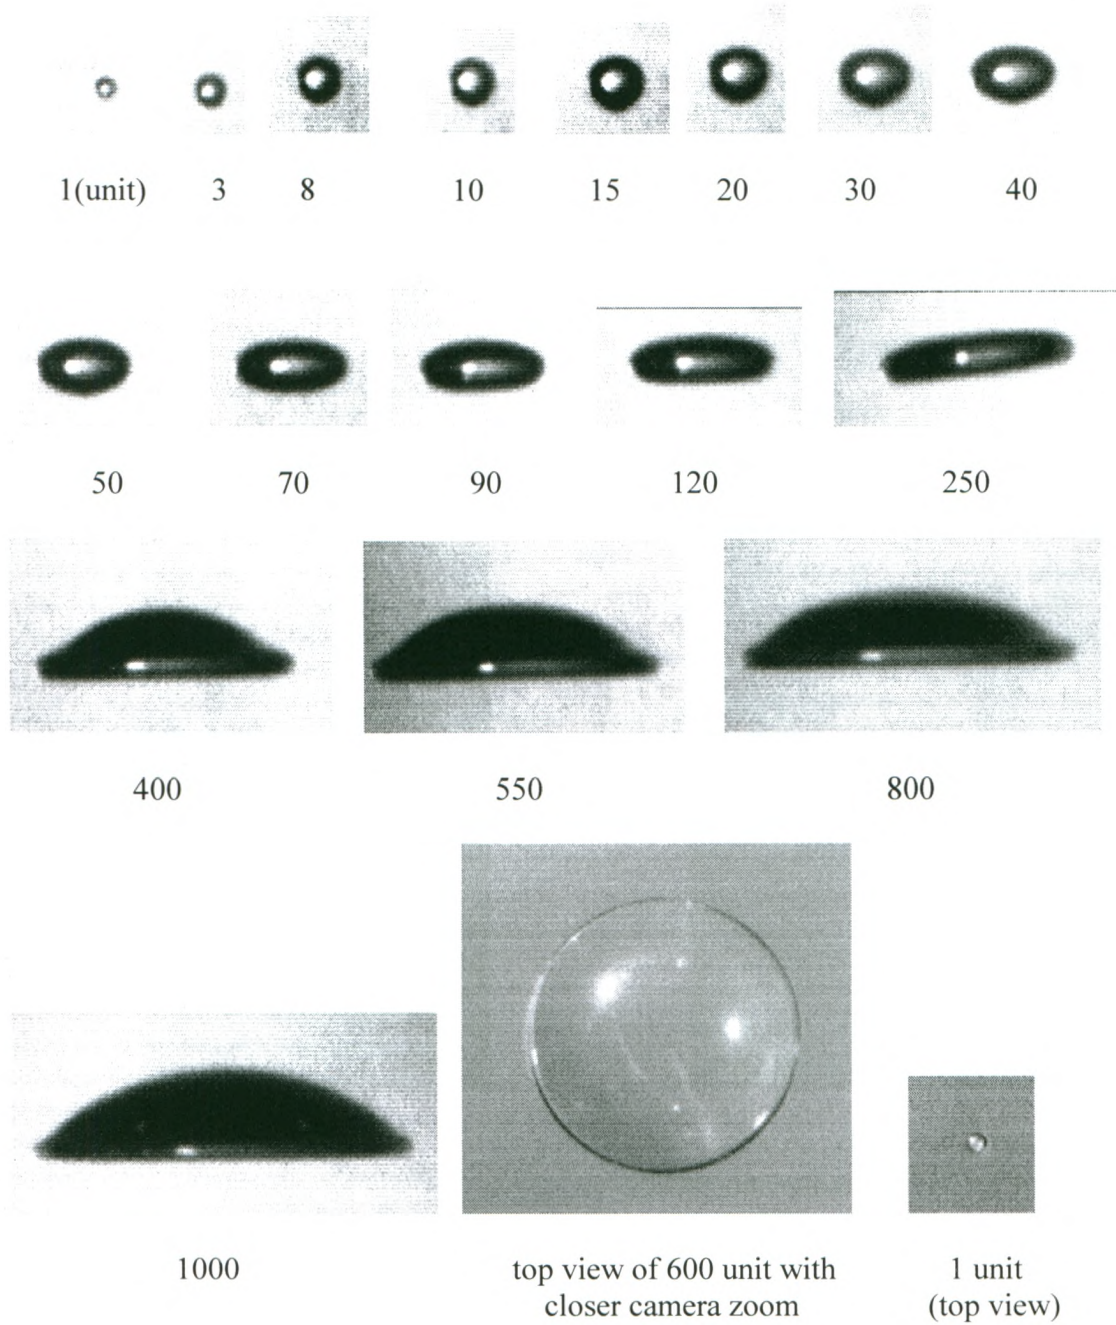 1(unit) 3 8 10 15 20 30 40
50 70 90 120 250
400 550 800
1000 top view of 600 unit with 1 unit
closer camera zoom (top view)